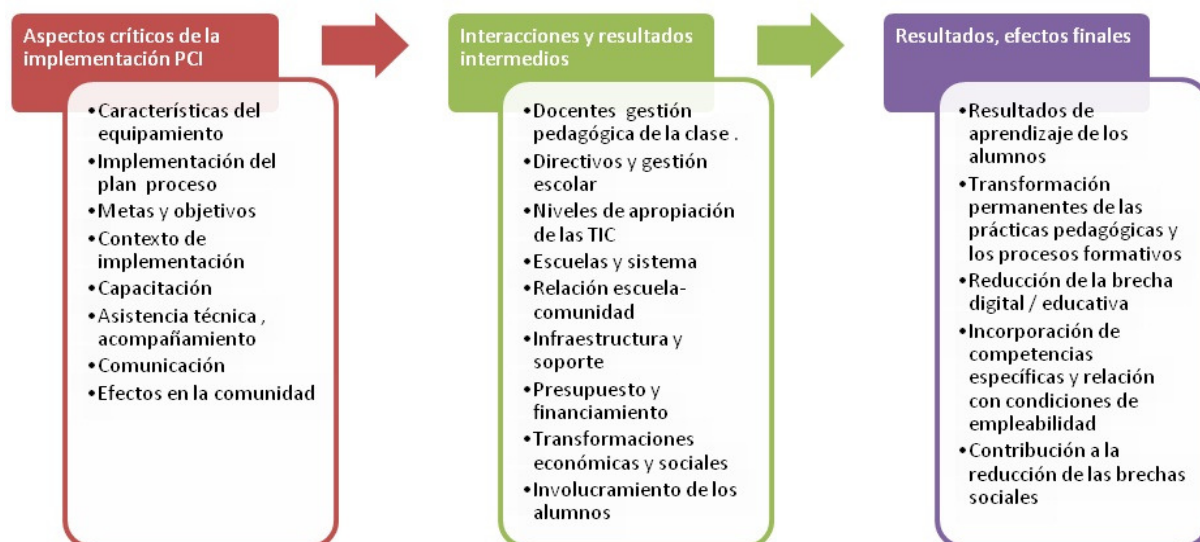 Aspectos críticos de la
implementación PCI
•Características del
equipamiento
•Implementación del
plan proceso
•Metas y objetivos
•Contexto de
implementación
•Capacitación
•Asistencia técnica ,
acompañamiento
•Comunicación
•Efectos en la comunidad
Interacciones y resultados
intermedios
•Docentes gestión
pedagógica de la clase .
•Directivos y gestión
escolar
•Niveles de apropiación
de las TIC
•Escuelas y sistema
•Relación escuela-
comunidad
•Infraestructura y
soporte
•Presupuesto y
financiamiento
•Transformaciones
económicas y sociales
•Involucramiento de los
alumnos
Resultados, efectos finales
•Resultados de
aprendizaje de los
alumnos
•Transformación
permanentes de las
prácticas pedagógicas y
los procesos formativos
•Reducción de la brecha
digital / educativa
•Incorporación de
competencias
específicas y relación
con condiciones de
empleabilidad
•Contribución a la
reducción de las brechas
sociales